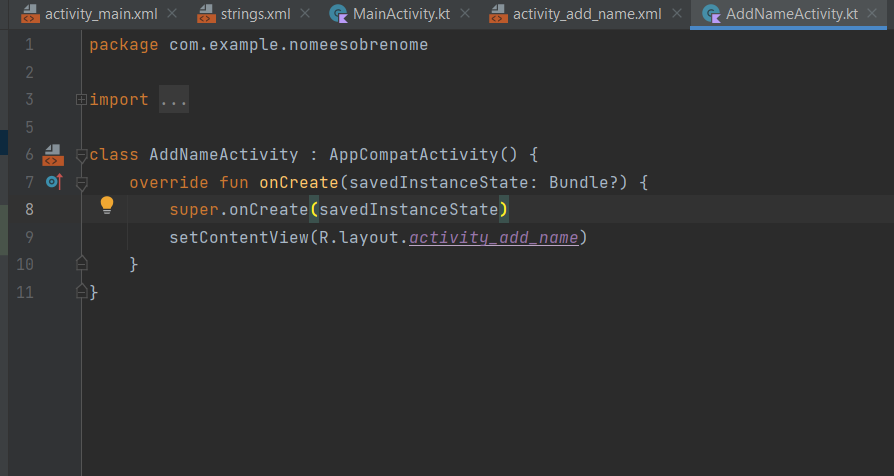 activity_main.xml strings.xml MainActivity.kt activity_add_name.xml AddNameActivity.kt
1 package com.example.nomeesobrenome
2
3 import ...
5
6 class AddNameActivity : AppCompatActivity() {
7 override fun onCreate(savedInstanceState: Bundle?) {
8 super.onCreate(savedInstanceState)
9 setContentView(R.layout.activity_add_name)
10 }
11 }